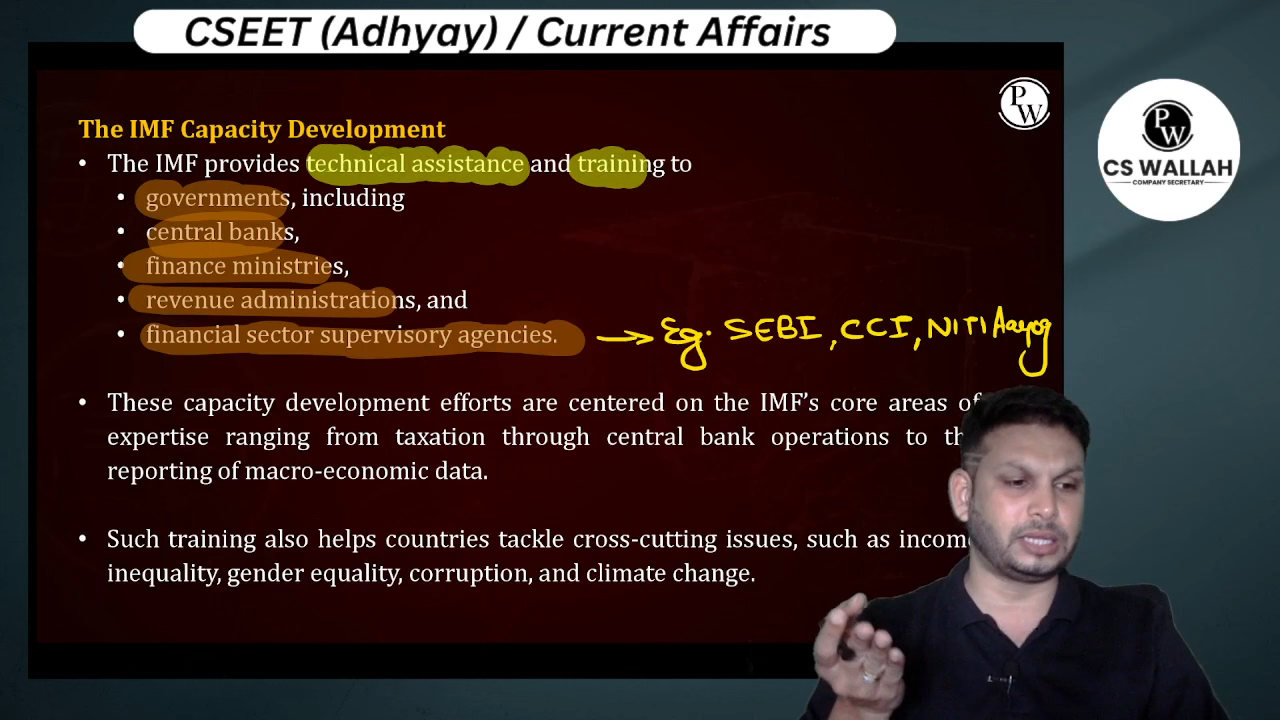 CSEET (Adhyay) / Current Affairs
P
W
P
W
CS WALLAH
COMPANY SECRETARY
The IMF Capacity Development
• The IMF provides technical assistance and training to
• governments, including
• central banks,
• finance ministries,
• revenue administrations, and
• financial sector supervisory agencies. → Eg. SEBI, CCI, NITI Aayog
• These capacity development efforts are centered on the IMF's core areas of
expertise ranging from taxation through central bank operations to th
reporting of macro-economic data.
• Such training also helps countries tackle cross-cutting issues, such as incom
inequality, gender equality, corruption, and climate change.